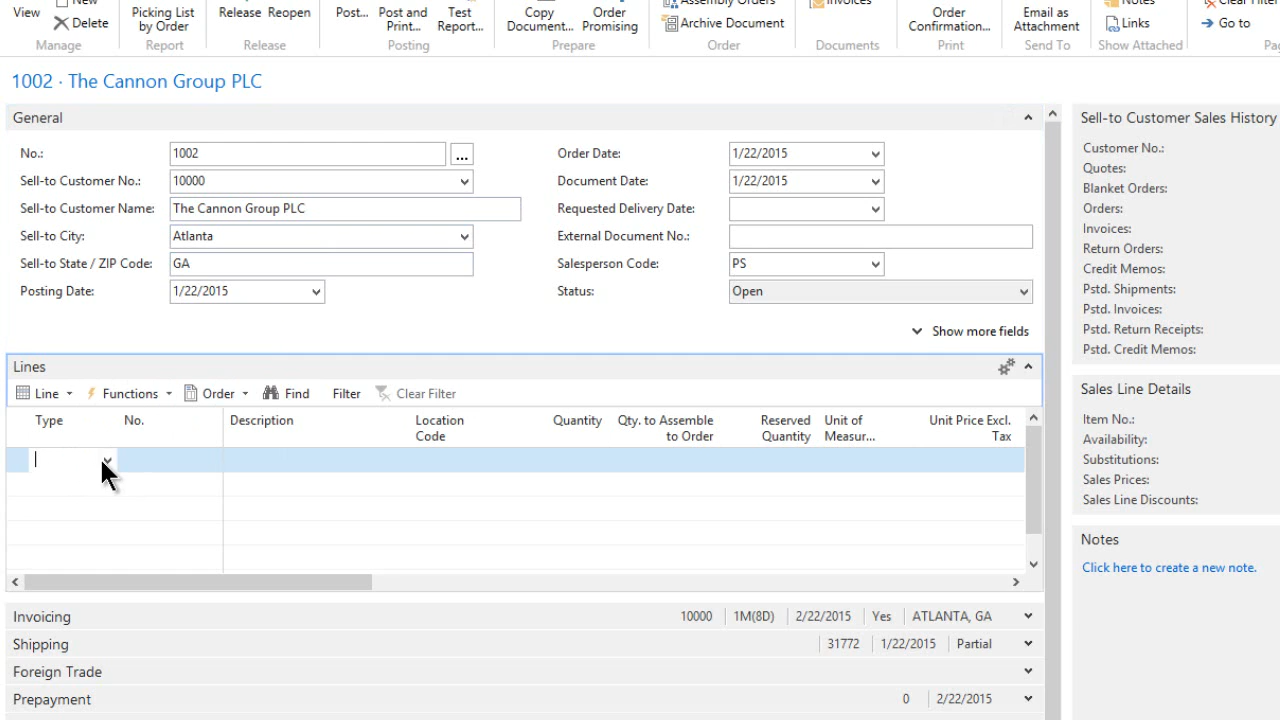 View
New
Delete
Manage
Picking List
by Order
Report
Release Reopen
Release
Post...
Post and
Print...
Test
Report...
Posting
Copy
Document...
Order
Promising
Prepare
Assembly Orders
Archive Document
Order
Invoices
Documents
Order
Confirmation...
Print
Email as
Attachment
Send To
Notes
Links
Show Attached
Clear Filter
Go to
1002 · The Cannon Group PLC
General
No.: 1002 ...
Sell-to Customer No.: 10000
Sell-to Customer Name: The Cannon Group PLC
Sell-to City: Atlanta
Sell-to State / ZIP Code: GA
Posting Date: 1/22/2015
Order Date: 1/22/2015
Document Date: 1/22/2015
Requested Delivery Date:
External Document No.:
Salesperson Code: PS
Status: Open
Show more fields
Lines
Line Functions Order Find Filter Clear Filter
Type
No.
Description
Location
Code
Quantity
Qty. to Assemble
to Order
Reserved
Quantity
Unit of
Measur...
Unit Price Excl.
Tax
Invoicing 10000 1M(8D) 2/22/2015 Yes ATLANTA, GA
Shipping 31772 1/22/2015 Partial
Foreign Trade
Prepayment 0 2/22/2015
Sell-to Customer Sales History
Customer No.:
Quotes:
Blanket Orders:
Orders:
Invoices:
Return Orders:
Credit Memos:
Pstd. Shipments:
Pstd. Invoices:
Pstd. Return Receipts:
Pstd. Credit Memos:
Sales Line Details
Item No.:
Availability:
Substitutions:
Sales Prices:
Sales Line Discounts:
Notes
Click here to create a new note.